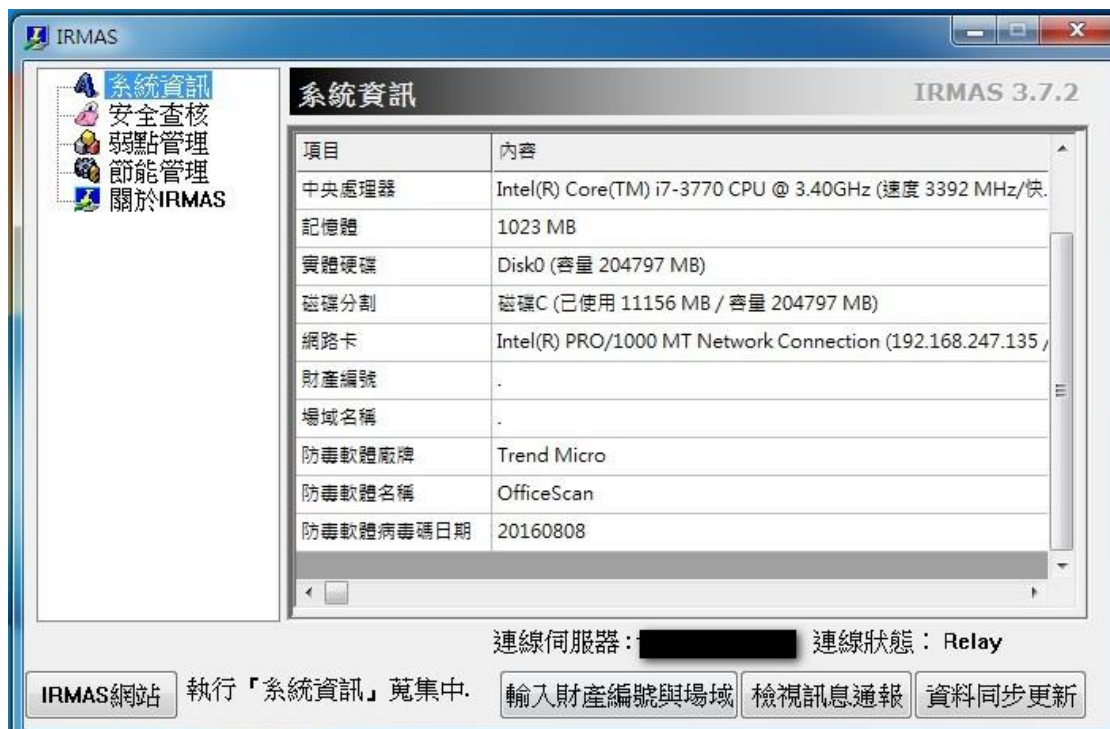 IRMAS
系統資訊
安全查核
弱點管理
節能管理
關於IRMAS
系統資訊 IRMAS 3.7.2
項目 內容
中央處理器 Intel(R) Core(TM) i7-3770 CPU @ 3.40GHz (速度 3392 MHz/快.
記憶體 1023 MB
實體硬碟 Disk0 (容量 204797 MB)
磁碟分割 磁碟C (已使用 11156 MB / 容量 204797 MB)
網路卡 Intel(R) PRO/1000 MT Network Connection (192.168.247.135 /
財產編號 .
場域名稱 .
防毒軟體廠牌 Trend Micro
防毒軟體名稱 OfficeScan
防毒軟體病毒碼日期 20160808
連線伺服器: 連線狀態: Relay
IRMAS網站 執行「系統資訊」蒐集中. 輸入財產編號與場域 檢視訊息通報 資料同步更新